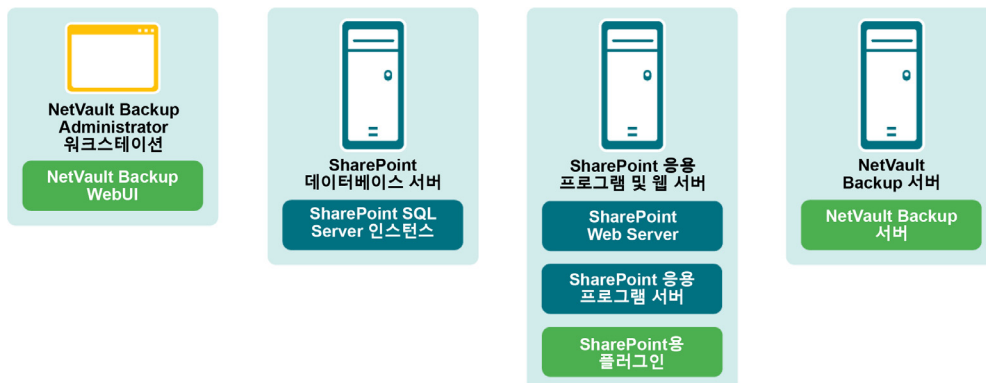 NetVault Backup
Administrator
워크스테이션
NetVault Backup
WebUI
SharePoint
데이터베이스 서버
SharePoint SQL
Server 인스턴스
SharePoint 응용
프로그램 및 웹 서버
SharePoint
Web Server
SharePoint 응용
프로그램 서버
SharePoint용
플러그인
NetVault
Backup 서버
NetVault Backup
서버